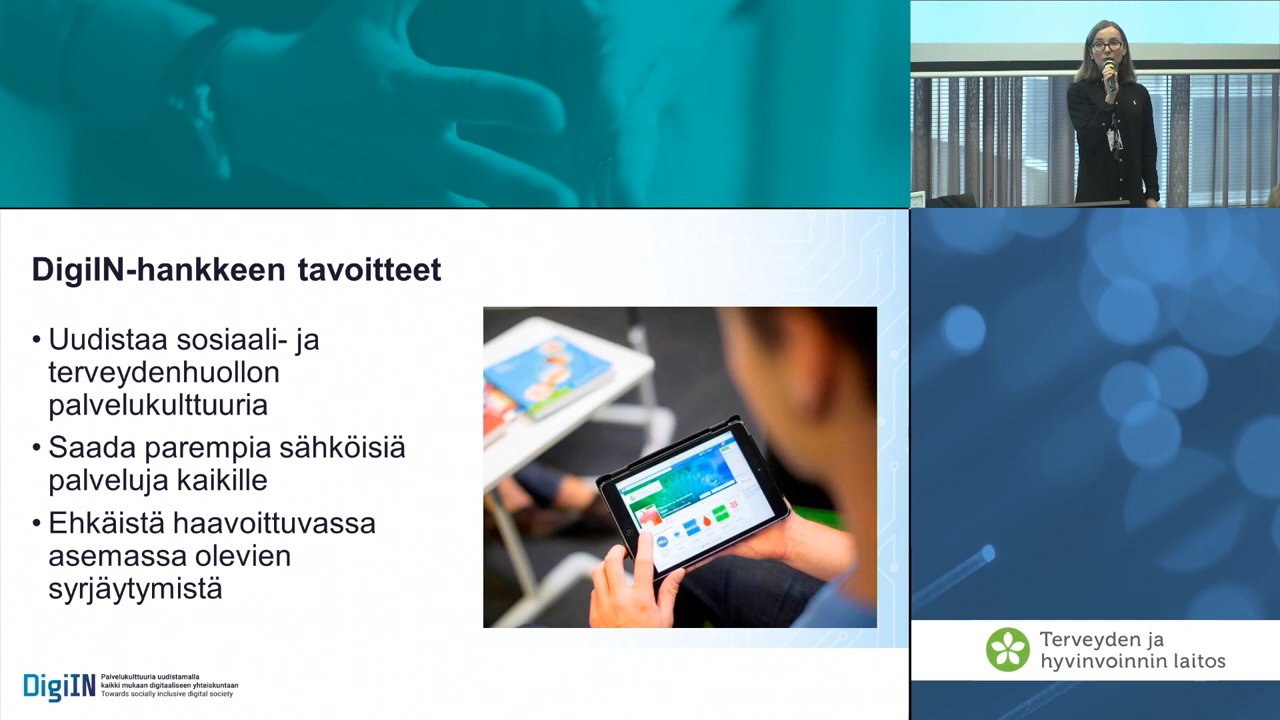 DigiIN-hankkeen tavoitteet
• Uudistaa sosiaali- ja
terveydenhuollon
palvelukulttuuria
• Saada parempia sähköisiä
palveluja kaikille
• Ehkäistä haavoittuvassa
asemassa olevien
syrjäytymistä
DigiIN
Palvelukulttuuria uudistamalla
kaikki mukaan digitaaliseen yhteiskuntaan
Towards socially inclusive digital society
Terveyden ja
hyvinvoinnin laitos